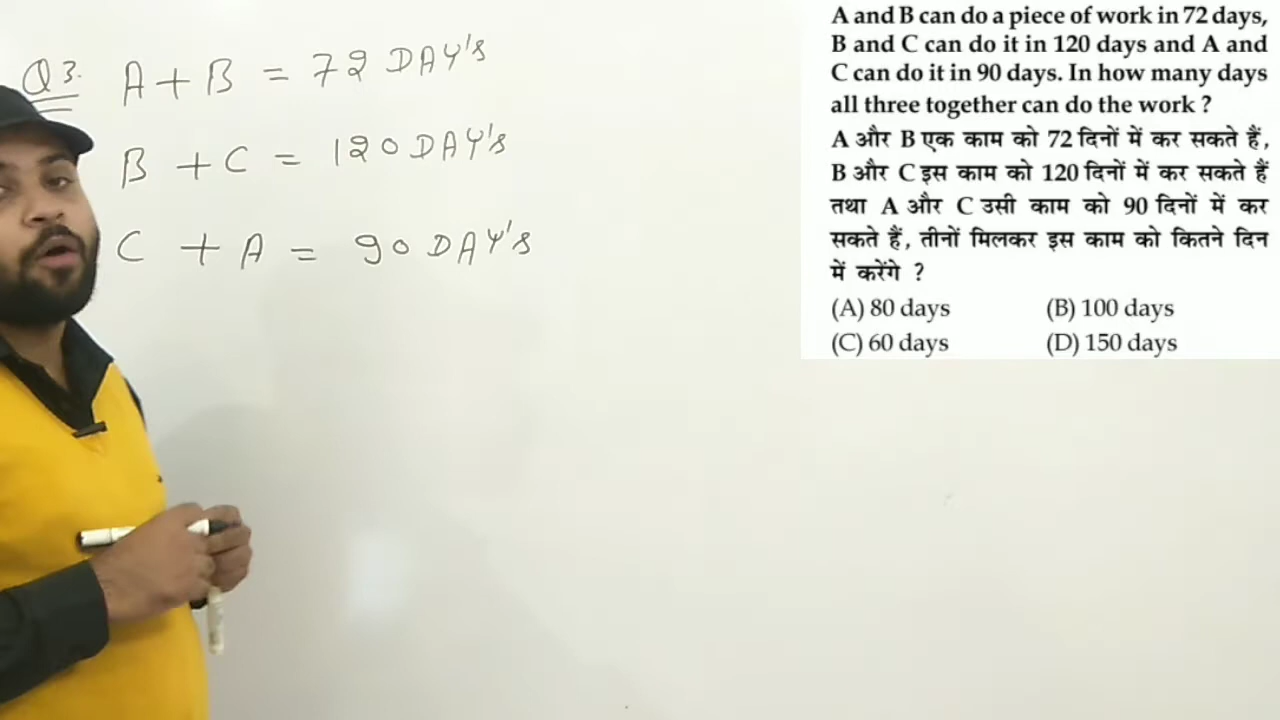 Q3. A + B = 72 DAY's
B + C = 120 DAY's
C + A = 90 DAY's
A and B can do a piece of work in 72 days,
B and C can do it in 120 days and A and
C can do it in 90 days. In how many days
all three together can do the work ?
A और B एक काम को 72 दिनों में कर सकते हैं,
B और C इस काम को 120 दिनों में कर सकते हैं
तथा A और C उसी काम को 90 दिनों में कर
सकते हैं, तीनों मिलकर इस काम को कितने दिन
में करेंगे ?
(A) 80 days (B) 100 days
(C) 60 days (D) 150 days